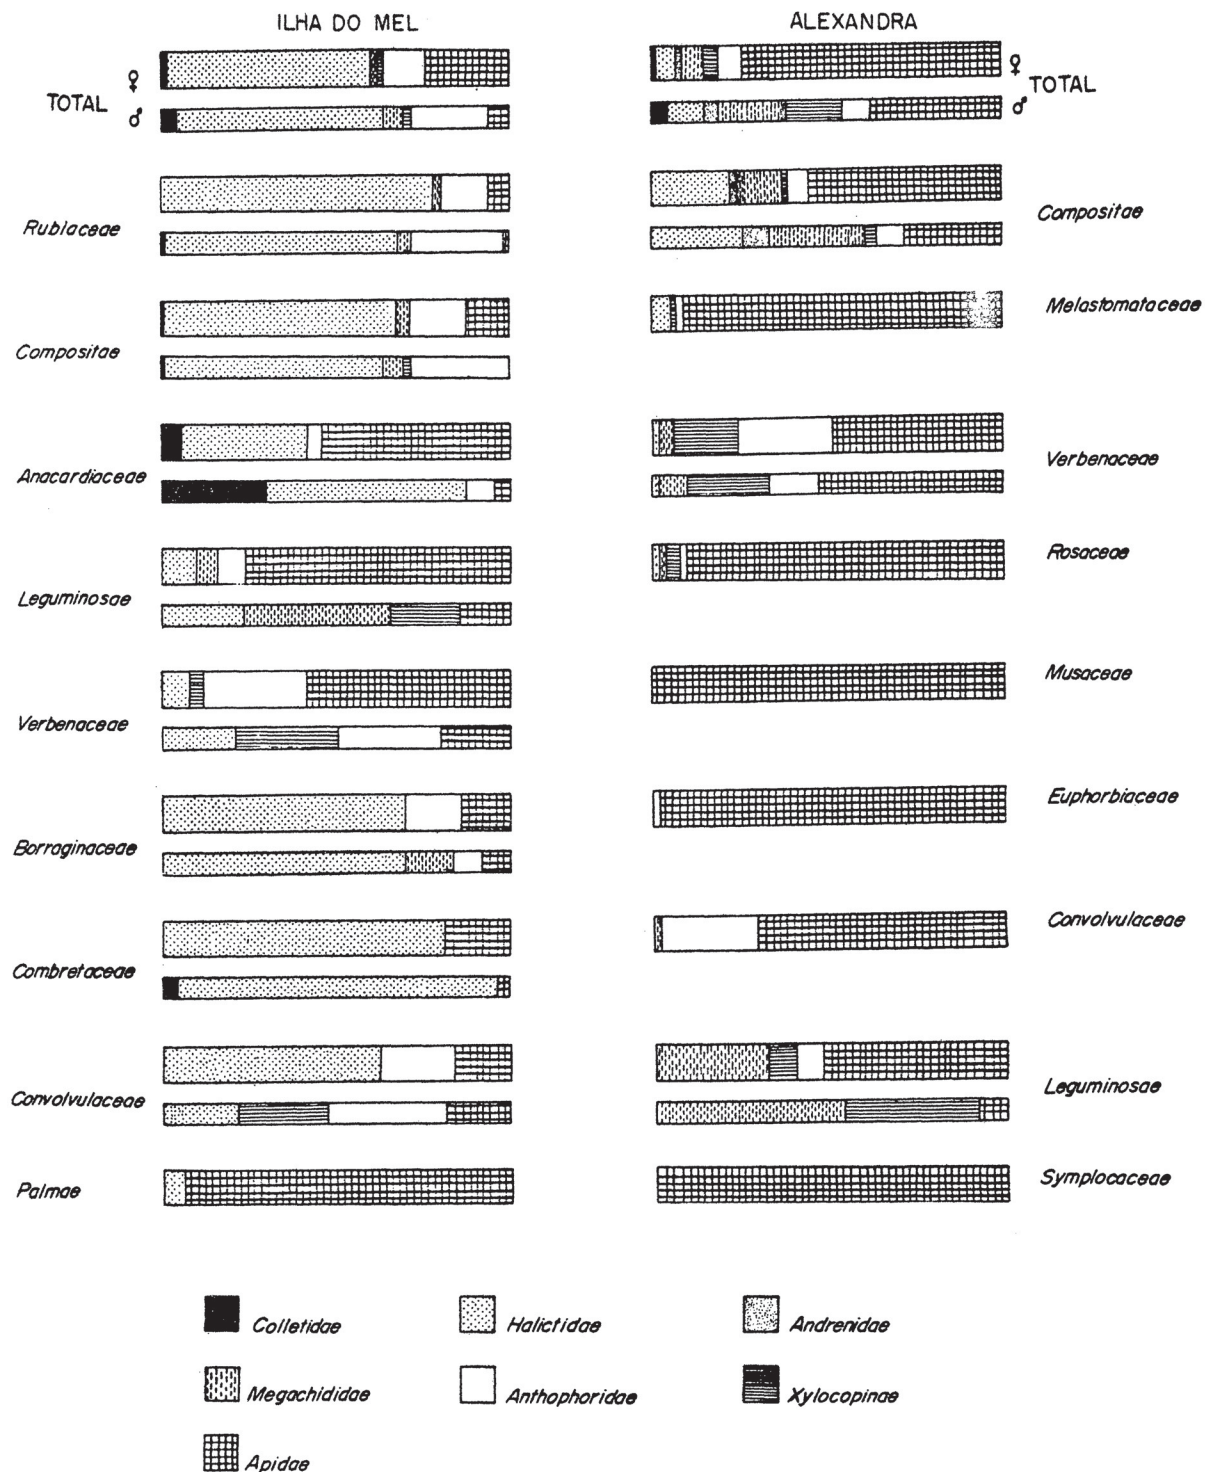 ILHA DO MEL
ALEXANDRA
♀
TOTAL
♂
♀
TOTAL
♂
Rubiaceae
Compositae
Anacardiaceae
Leguminosae
Verbenaceae
Borraginaceae
Combretaceae
Convolvulaceae
Palmae
Compositae
Melastomataceae
Verbenaceae
Rosaceae
Musaceae
Euphorbiaceae
Convolvulaceae
Leguminosae
Symplocaceae
Colletidae
Halictidae
Andrenidae
Megachididae
Anthophoridae
Xylocopinae
Apidae